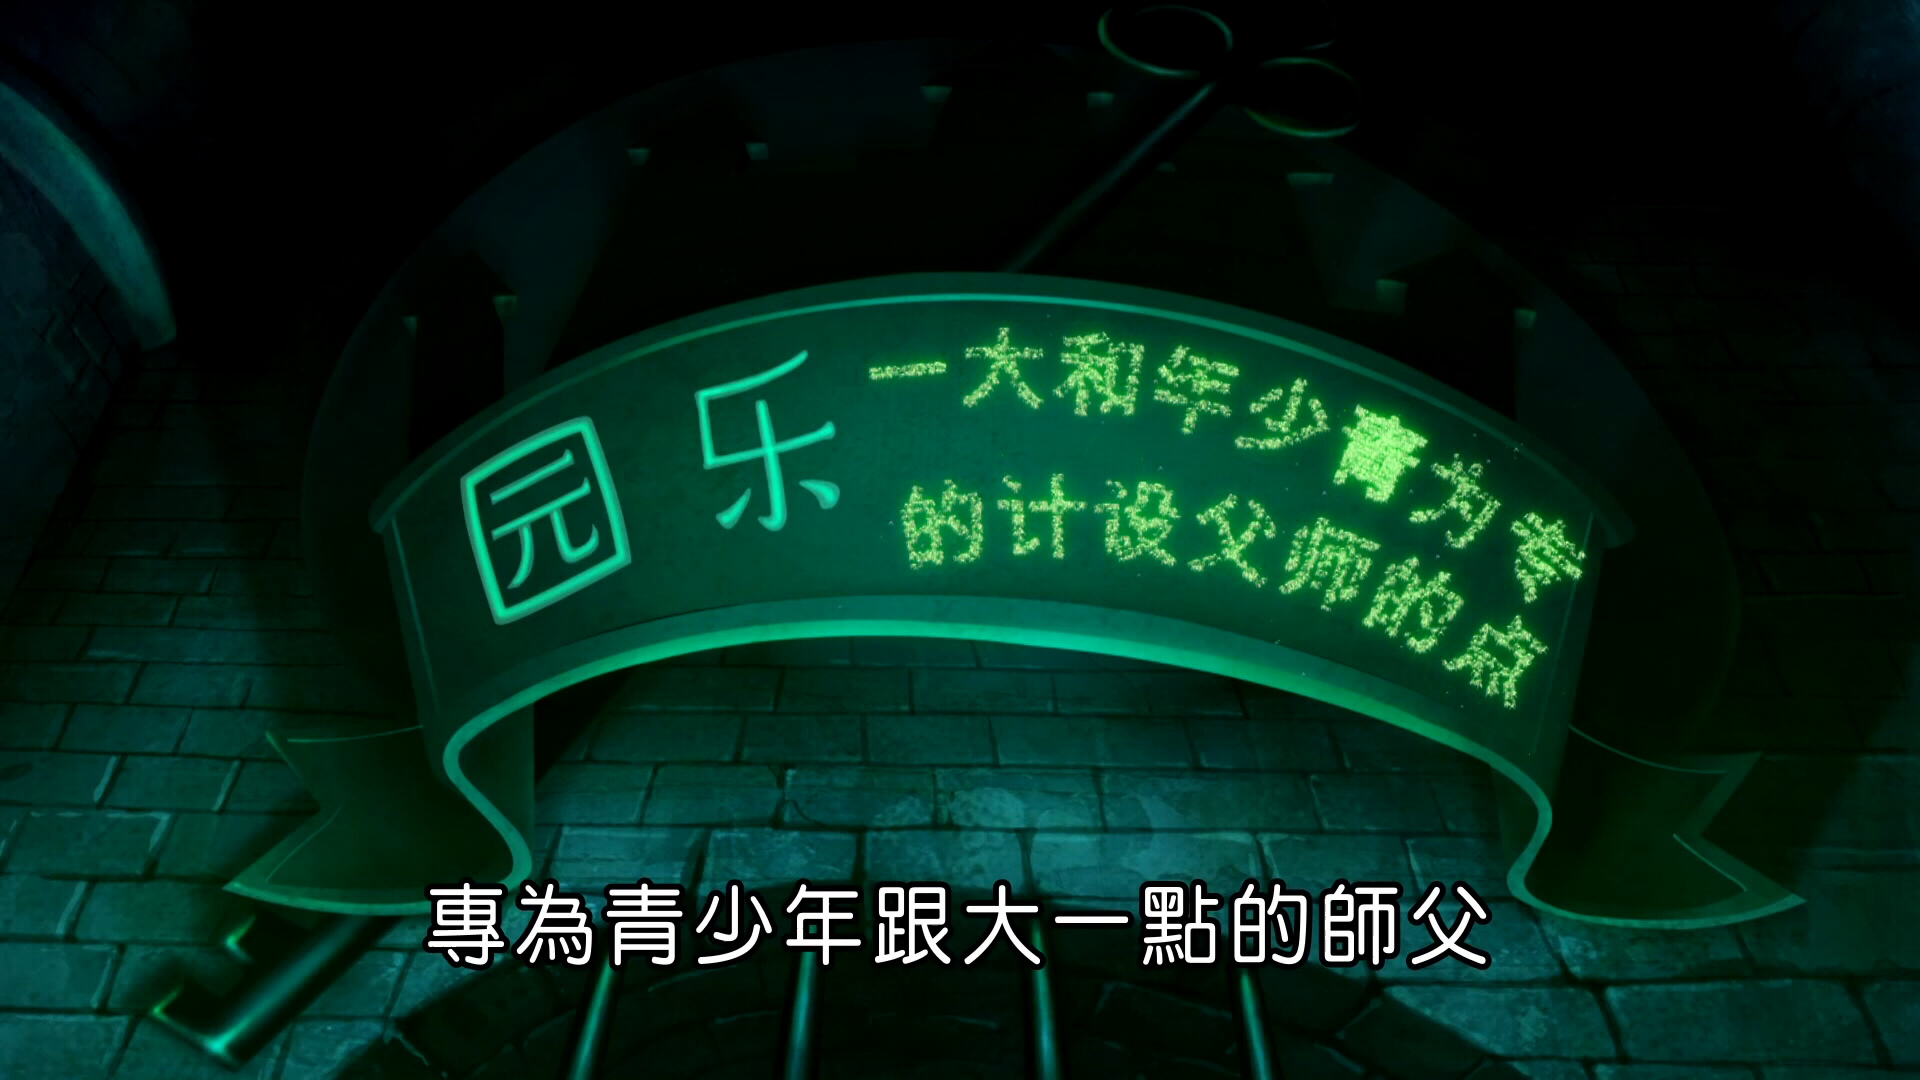 专为青少年和大一
点的师父设计的
乐园
專為青少年跟大一點的師父